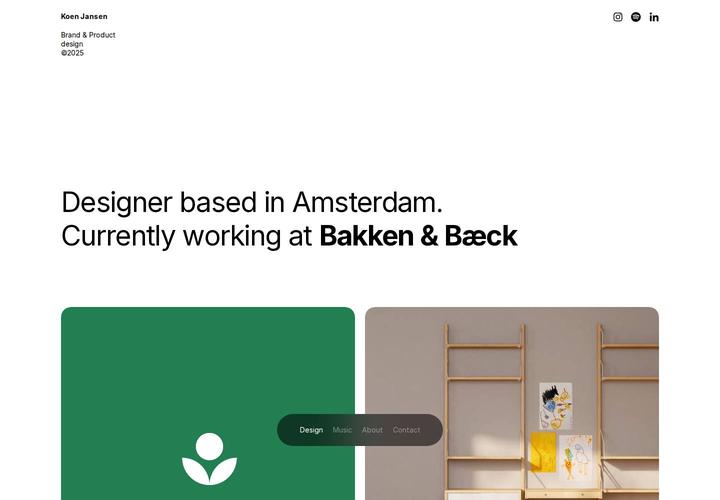 Koen Jansen
Brand & Product
design
©2025
Designer based in Amsterdam.
Currently working at Bakken & Bæck
Design Music About Contact